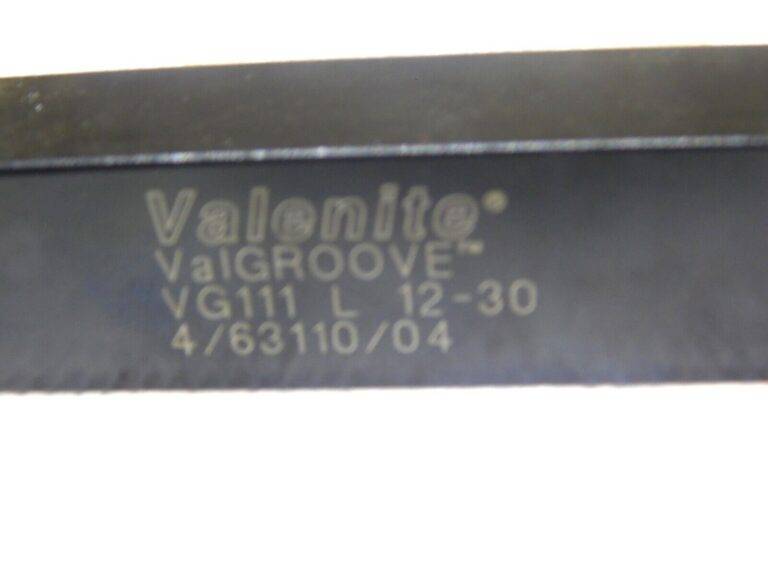 Valenite®
ValGROOVE™
VG111 L 12-30
4/63110/04